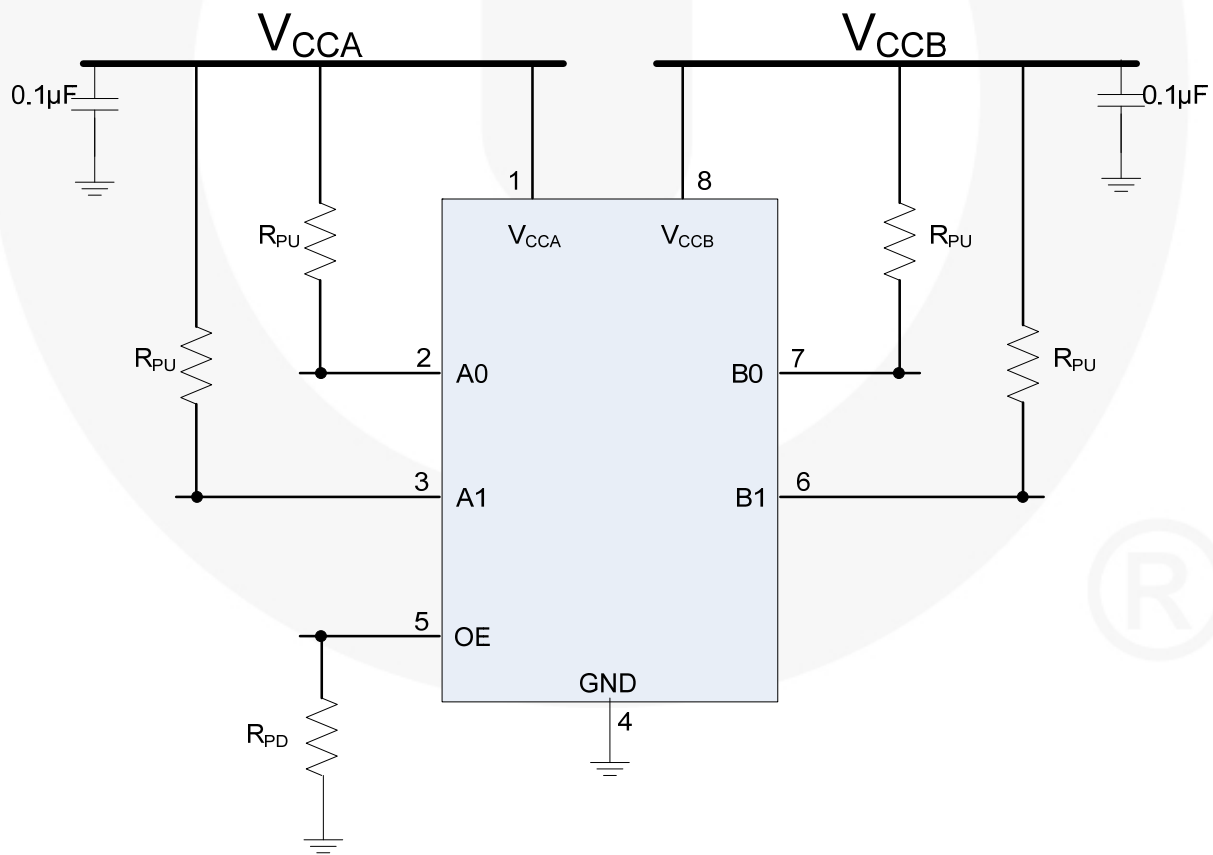 VCCA VCCB
0.1µF 0.1µF
1 8
RPU VCCA VCCB RPU
RPU 2 A0 B0 7 RPU
3 A1 B1 6
5 OE
GND
4
RPD
®